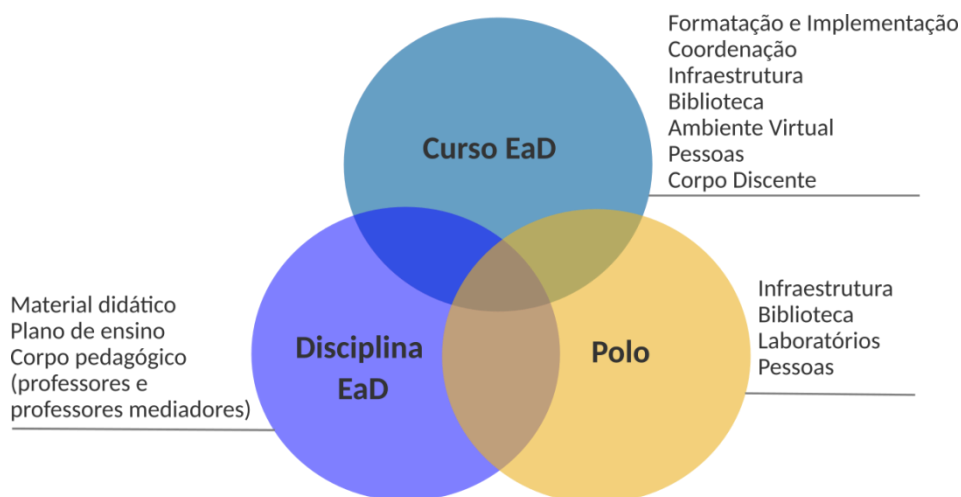 Formatação e Implementação
Coordenação
Infraestrutura
Biblioteca
Ambiente Virtual
Pessoas
Corpo Discente
Curso EaD
Material didático
Plano de ensino
Corpo pedagógico
(professores e
professores mediadores)
Disciplina
EaD
Polo
Infraestrutura
Biblioteca
Laboratórios
Pessoas